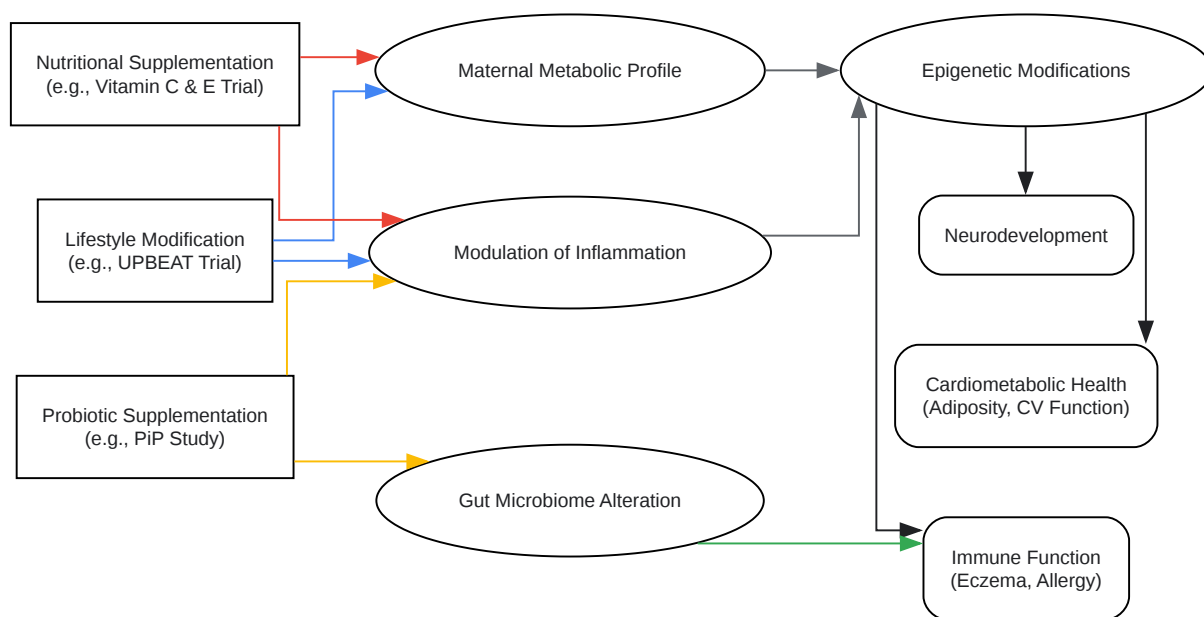 Nutritional Supplementation
(e.g., Vitamin C & E Trial)
Maternal Metabolic Profile
Epigenetic Modifications
Lifestyle Modification
(e.g., UPBEAT Trial)
Modulation of Inflammation
Neurodevelopment
Probiotic Supplementation
(e.g., PiP Study)
Cardiometabolic Health
(Adiposity, CV Function)
Gut Microbiome Alteration
Immune Function
(Eczema, Allergy)